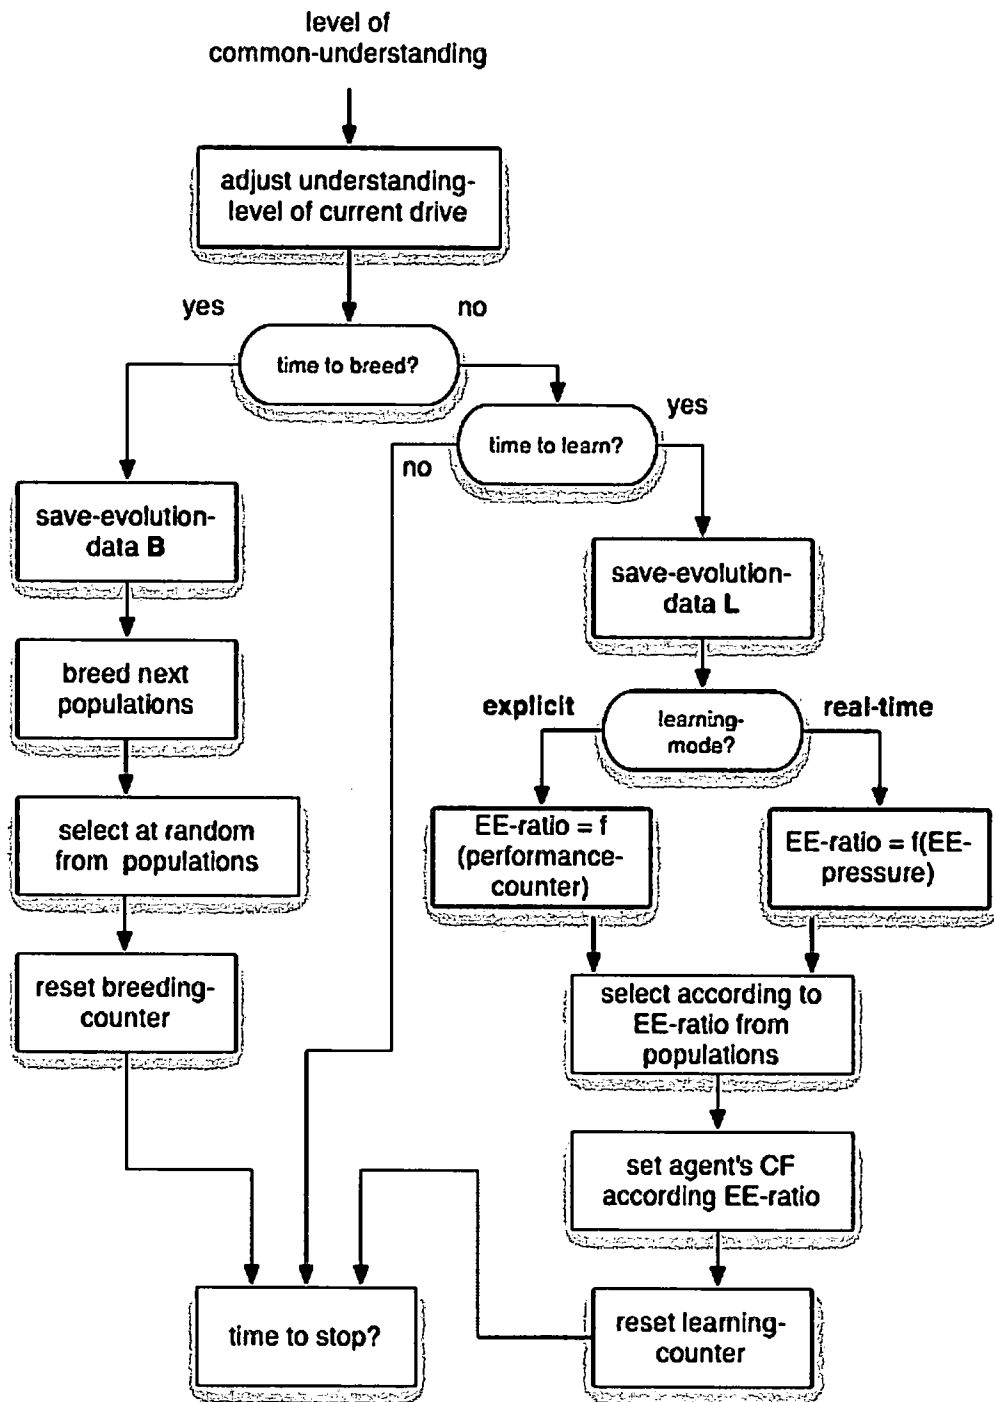 level of
common-understanding
adjust understanding-
level of current drive
yes
no
time to breed?
yes
time to learn?
no
save-evolution-
data B
save-evolution-
data L
breed next
populations
explicit
real-time
learning-
mode?
select at random
from populations
EE-ratio = f
(performance-
counter)
EE-ratio = f(EE-
pressure)
reset breeding-
counter
select according to
EE-ratio from
populations
set agent's CF
according EE-ratio
time to stop?
reset learning-
counter